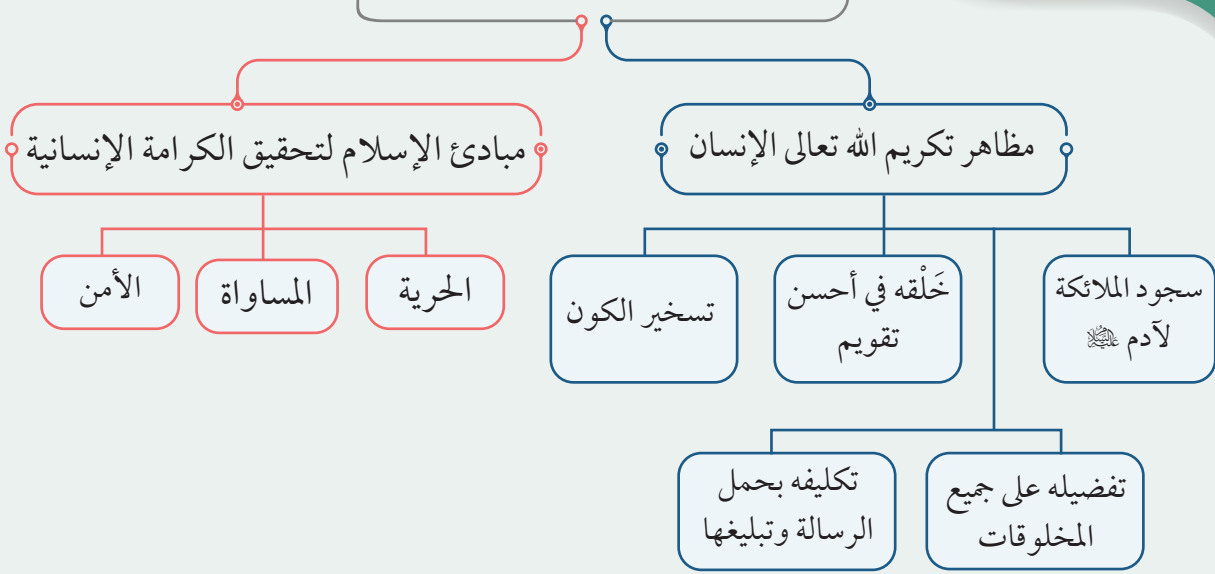 مظاهر تكريم الله تعالى الإنسان
سجود الملائكة
لآدم عليه السلام
خَلْقه في أحسن
تقويم
تسخير الكون
تفضيله على جميع
المخلوقات
تكليفه بحمل
الرسالة وتبليغها
مبادئ الإسلام لتحقيق الكرامة الإنسانية
الحرية
المساواة
الأمن